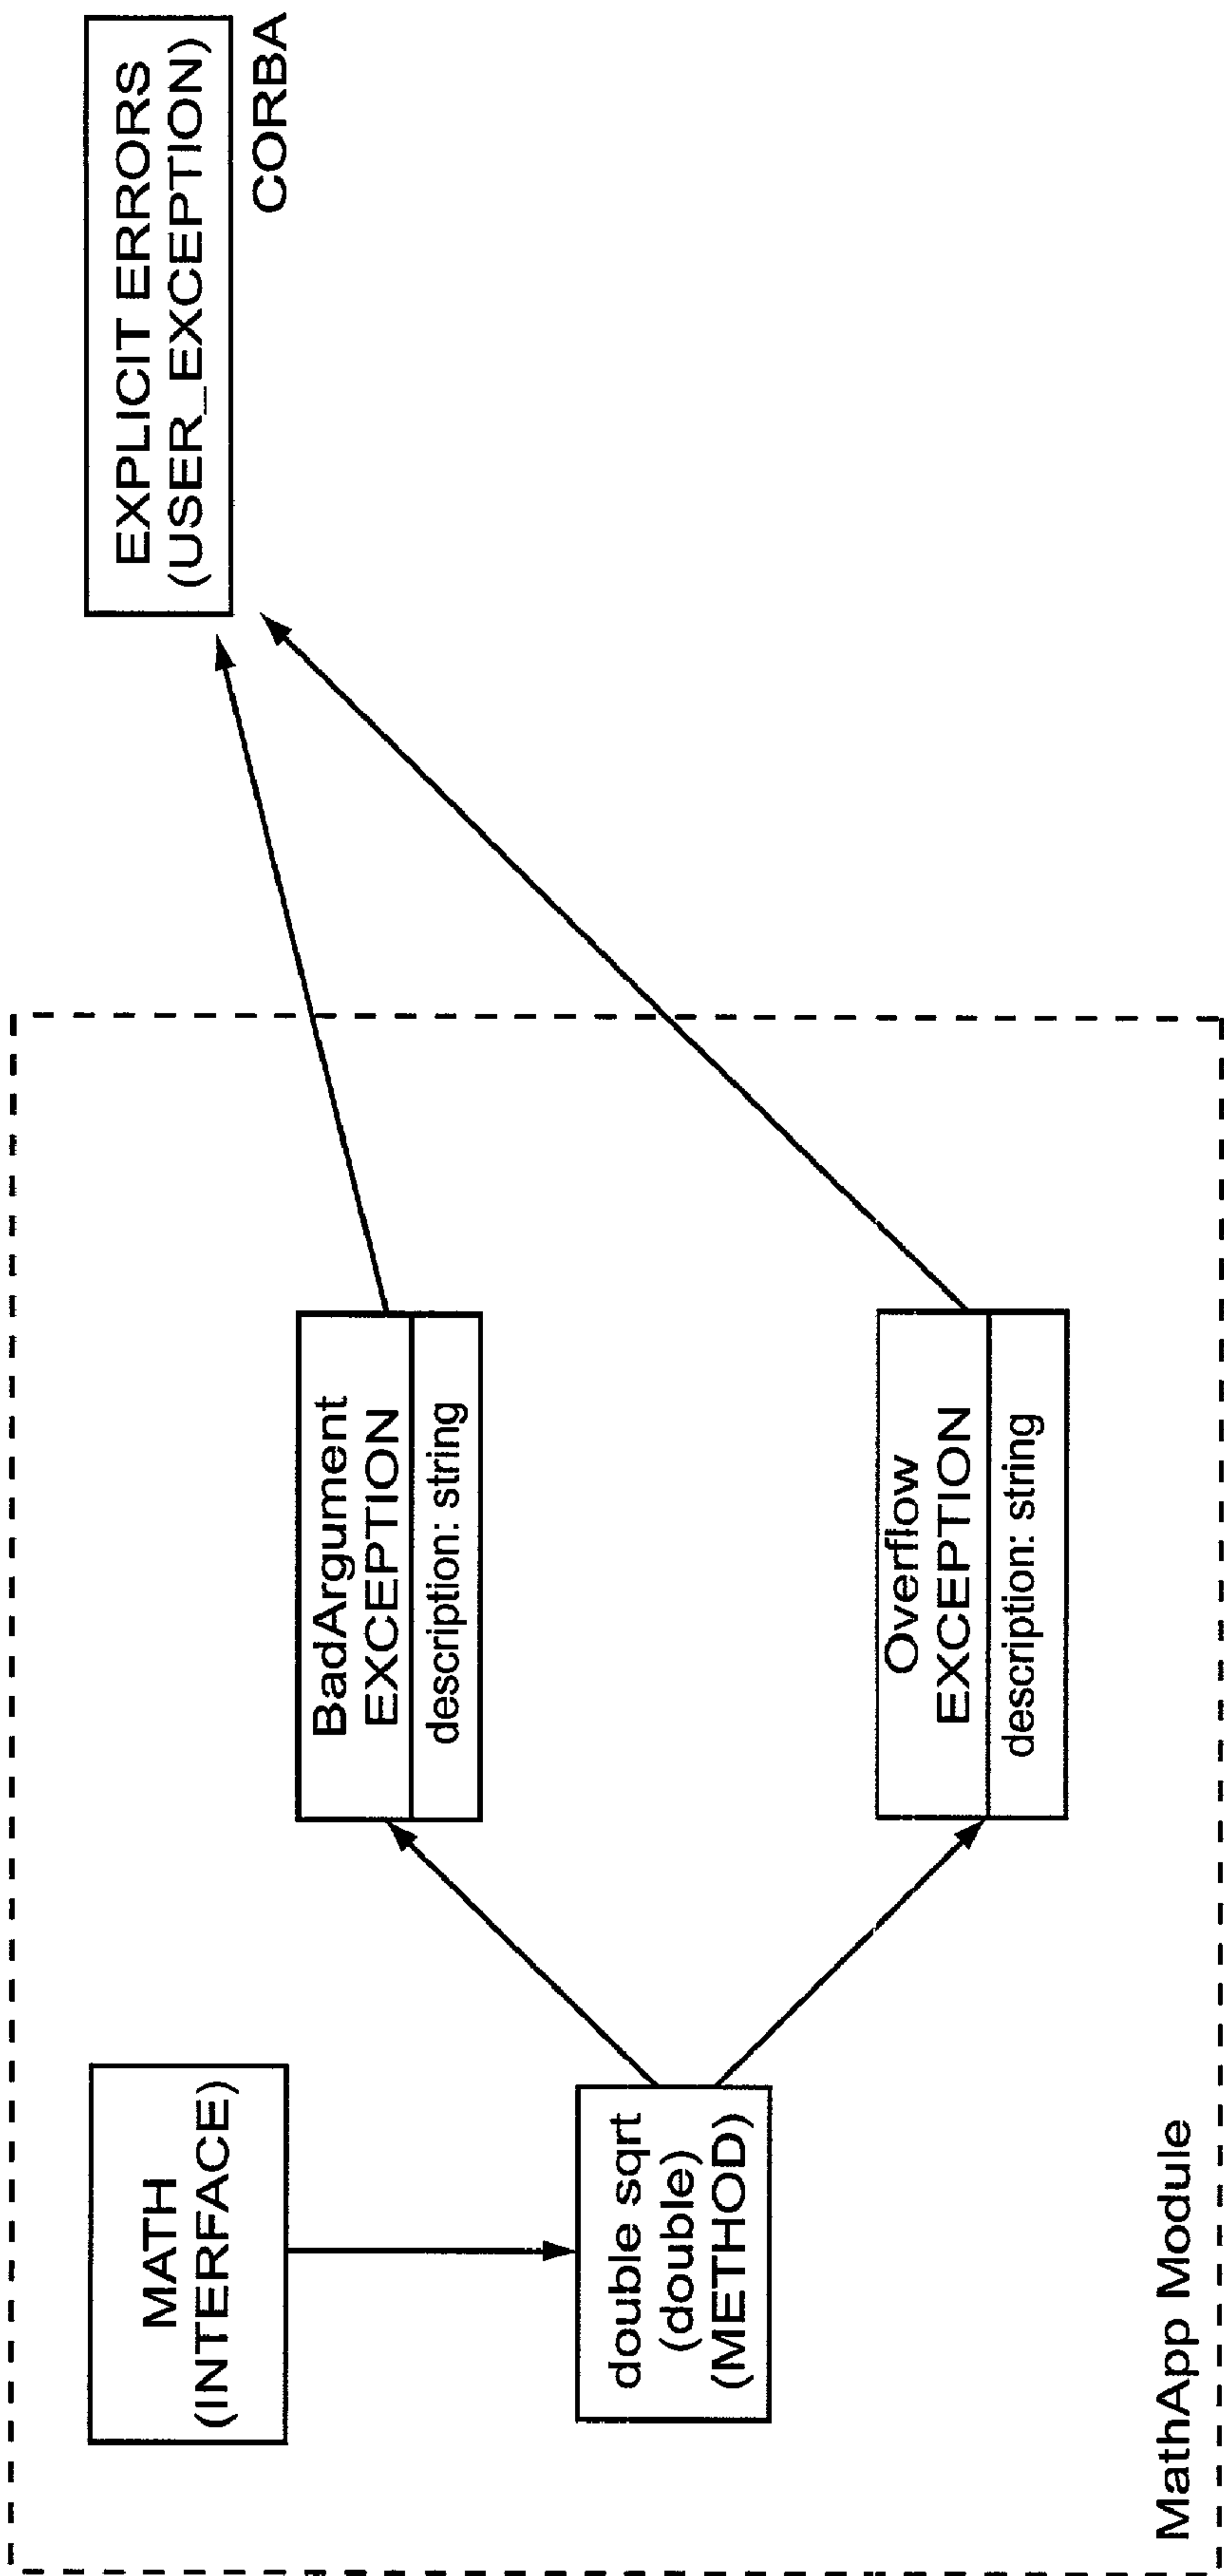 MATH
(INTERFACE)
double sqrt
(double)
(METHOD)
BadArgument
EXCEPTION
description: string
Overflow
EXCEPTION
description: string
EXPLICIT ERRORS
(USER_EXCEPTION)
CORBA
MathApp Module